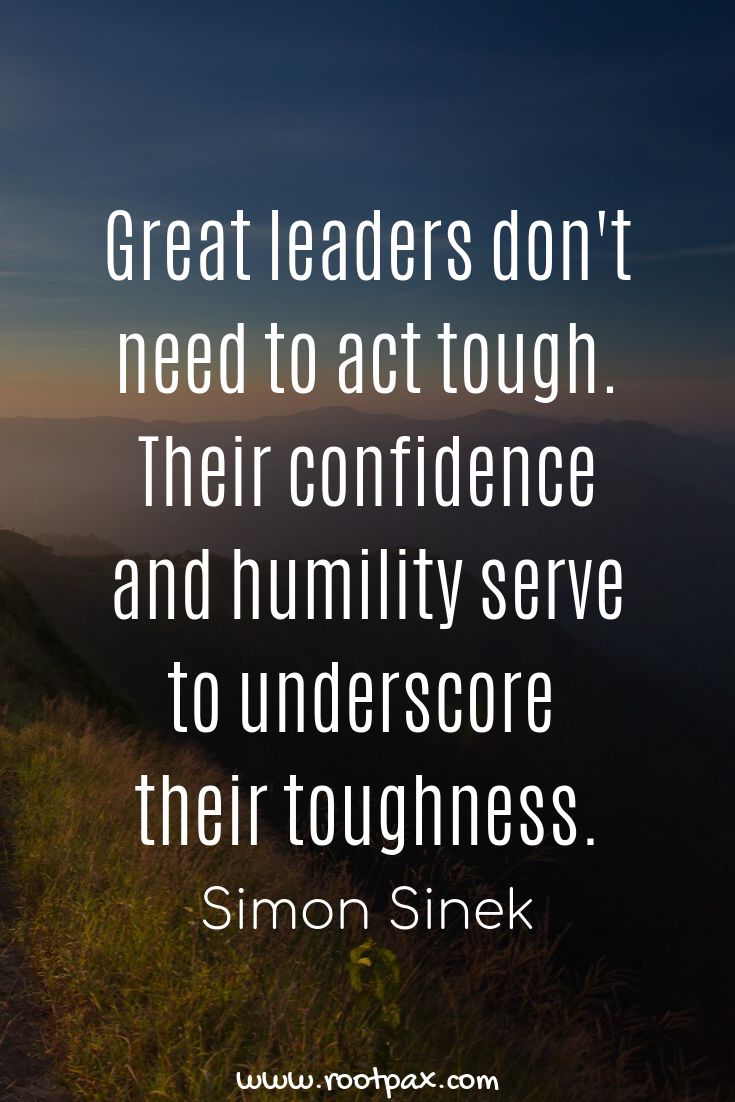 Great leaders don't
need to act tough.
Their confidence
and humility serve
to underscore
their toughness.
Simon Sinek
www.rootpax.com